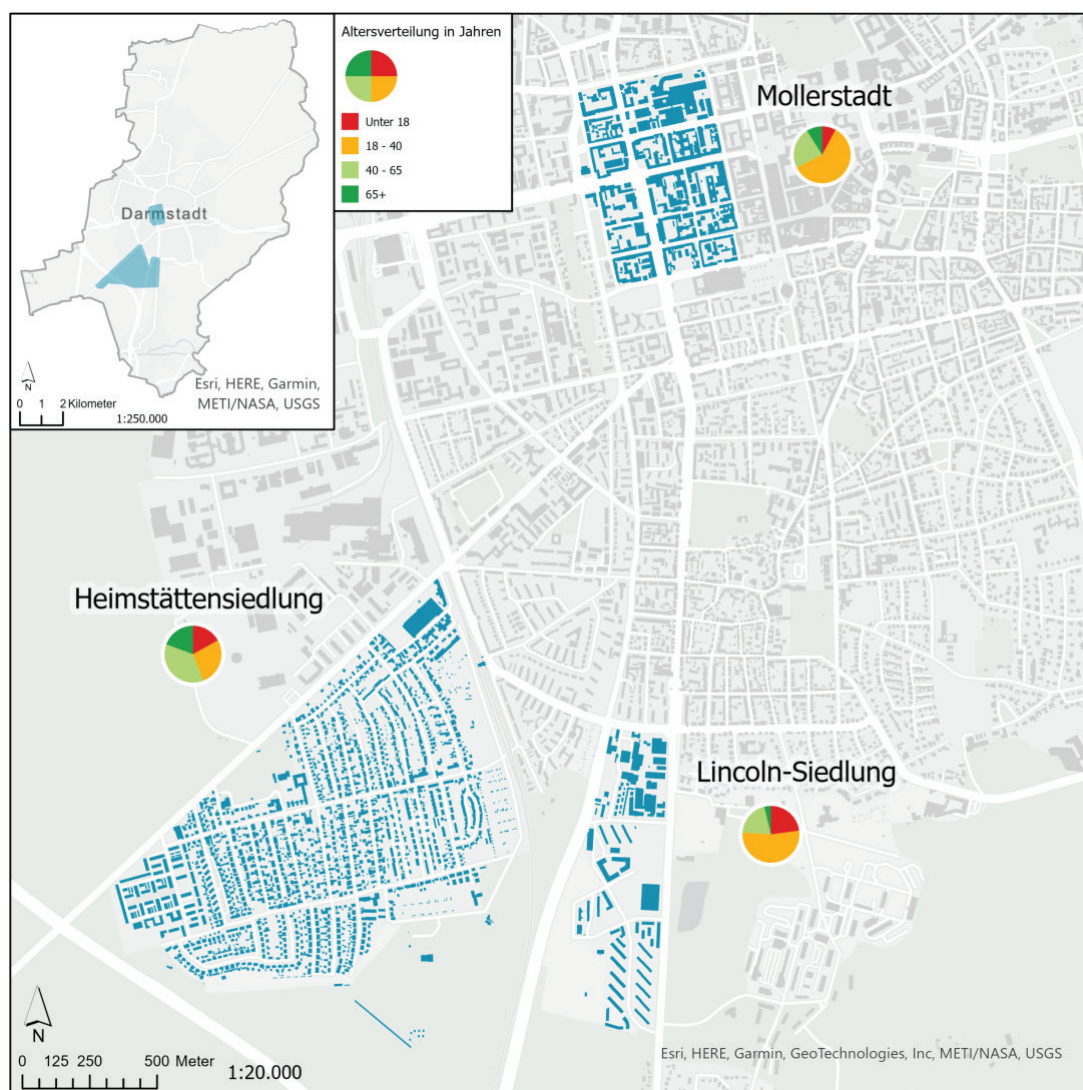 Altersverteilung in Jahren
Unter 18
18 - 40
40 - 65
65+
Darmstadt
N
0 1 2 Kilometer
1:250.000
Esri, HERE, Garmin,
METI/NASA, USGS
Mollerstadt
Heimstättensiedlung
Lincoln-Siedlung
N
0 125 250 500 Meter
1:20.000
Esri, HERE, Garmin, GeoTechnologies, Inc, METI/NASA, USGS